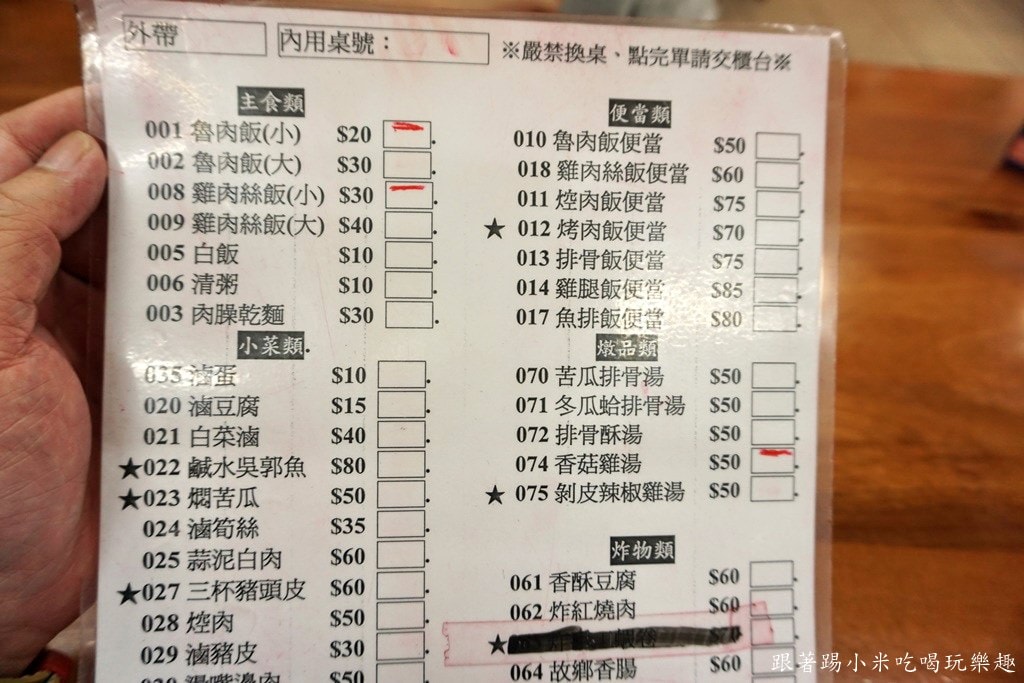 外帶
內用桌號：
※嚴禁換桌、點完單請交櫃台※
主食類
001 魯肉飯(小) $20
002 魯肉飯(大) $30
008 雞肉絲飯(小) $30
009 雞肉絲飯(大) $40
005 白飯 $10
006 清粥 $10
003 肉臊乾麵 $30
小菜類
035 滷蛋 $10
020 滷豆腐 $15
021 白菜滷 $40
★022 鹹水吳郭魚 $80
★023 燜苦瓜 $50
024 滷筍絲 $35
025 蒜泥白肉 $60
★027 三杯豬頭皮 $60
028 焢肉 $50
029 滷豬皮 $30
030 $50
便當類
010 魯肉飯便當 $50
018 雞肉絲飯便當 $60
011 焢肉飯便當 $75
★ 012 烤肉飯便當 $70
013 排骨飯便當 $75
014 雞腿飯便當 $85
017 魚排飯便當 $80
燉品類
070 苦瓜排骨湯 $50
071 冬瓜蛤排骨湯 $50
072 排骨酥湯 $50
074 香菇雞湯 $50
★ 075 剝皮辣椒雞湯 $50
炸物類
061 香酥豆腐 $60
062 炸紅燒肉 $60
★ $70
064 故鄉香腸 $60
跟著踢小米吃喝玩樂趣